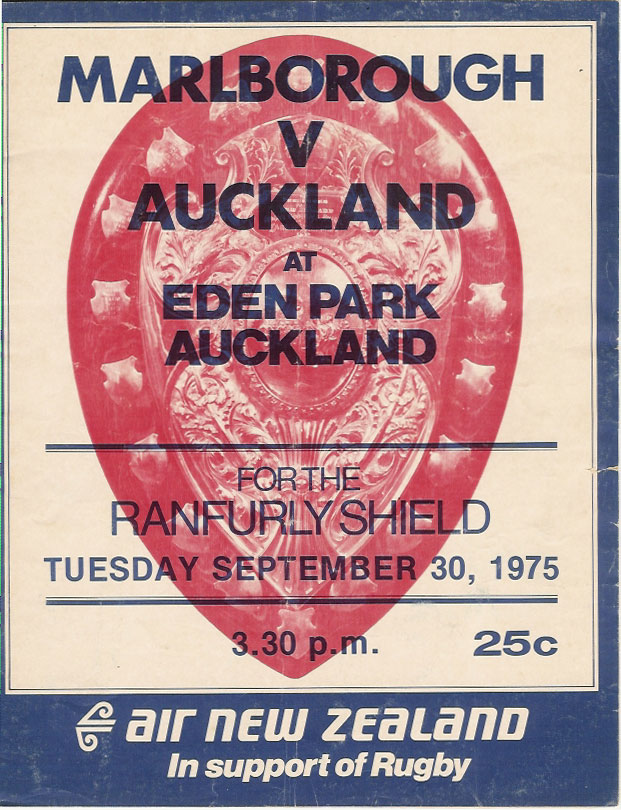 MARLBOROUGH
V
AUCKLAND
AT
EDEN PARK
AUCKLAND
FOR THE
RANFURLY SHIELD
TUESDAY SEPTEMBER 30, 1975
3.30 p.m. 25c
air new zealand
In support of Rugby